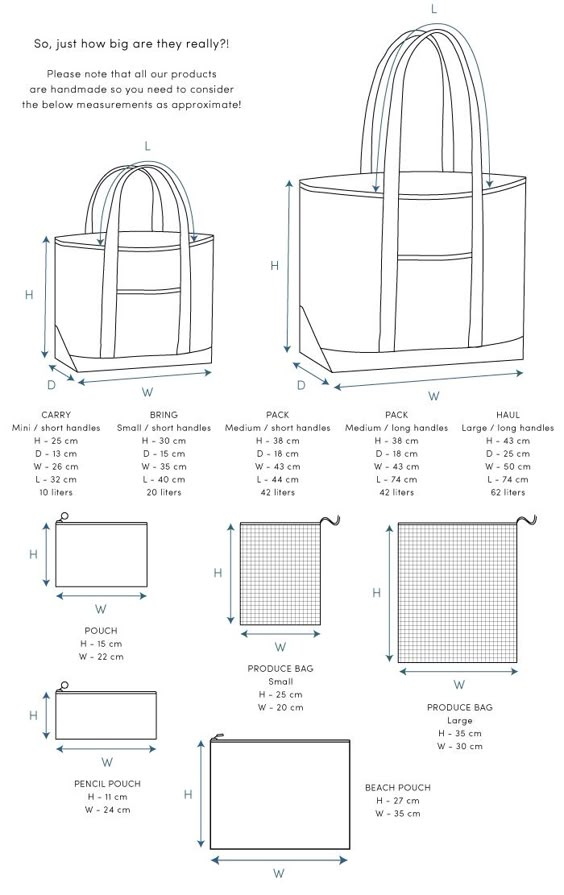 So, just how big are they really?!
Please note that all our products
are handmade so you need to consider
the below measurements as approximate!
L
H
D
W
L
H
D
W
CARRY
Mini / short handles
H - 25 cm
D - 13 cm
W - 26 cm
L - 32 cm
10 liters
BRING
Small / short handles
H - 30 cm
D - 15 cm
W - 35 cm
L - 40 cm
20 liters
PACK
Medium / short handles
H - 38 cm
D - 18 cm
W - 43 cm
L - 44 cm
42 liters
PACK
Medium / long handles
H - 38 cm
D - 18 cm
W - 43 cm
L - 74 cm
42 liters
HAUL
Large / long handles
H - 43 cm
D - 25 cm
W - 50 cm
L - 74 cm
62 liters
H
W
POUCH
H - 15 cm
W - 22 cm
H
W
PRODUCE BAG
Small
H - 25 cm
W - 20 cm
H
W
PRODUCE BAG
Large
H - 35 cm
W - 30 cm
H
W
PENCIL POUCH
H - 11 cm
W - 24 cm
H
W
BEACH POUCH
H - 27 cm
W - 35 cm